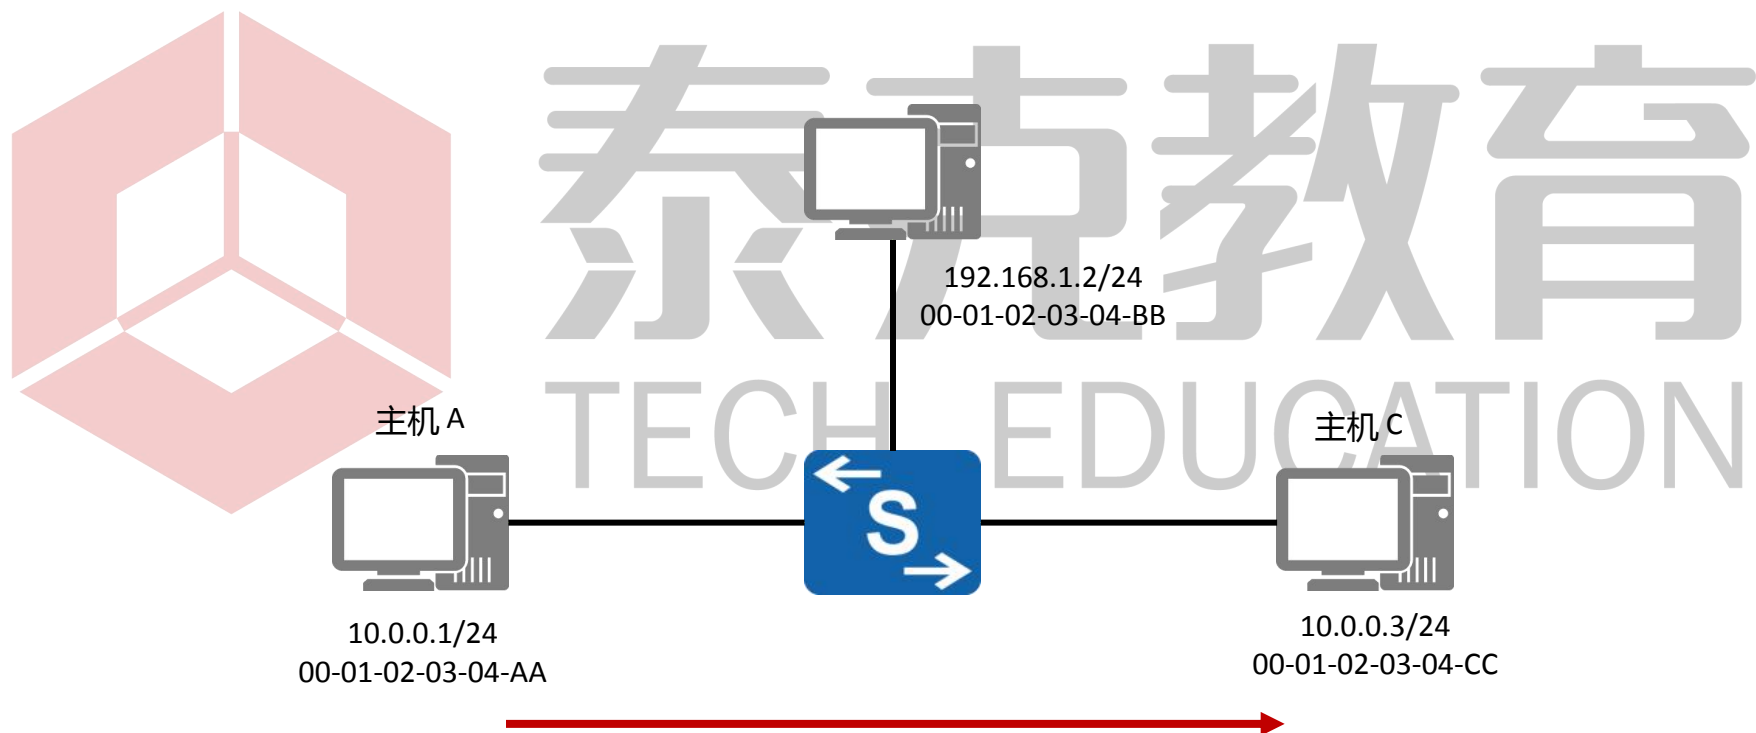 泰克教育
TECH EDUCATION
192.168.1.2/24
00-01-02-03-04-BB
主机 A
主机 C
S
10.0.0.1/24
00-01-02-03-04-AA
10.0.0.3/24
00-01-02-03-04-CC